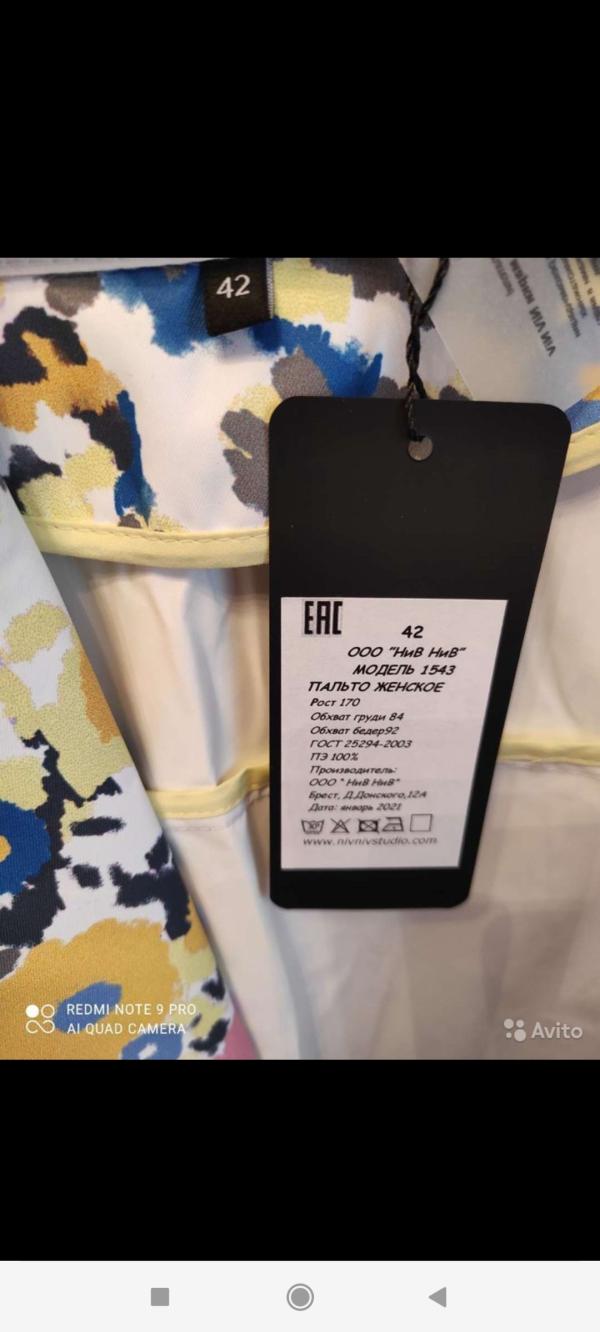 42
NIV NIV
EAC
42
ООО "НиВ НиВ"
МОДЕЛЬ 1543
ПАЛЬТО ЖЕНСКОЕ
Рост 170
Обхват груди 84
Обхват бедер92
ГОСТ 25294-2003
ПЭ 100%
Производитель:
ООО " НиВ НиВ"
Брест, Д.Донского,12А
Дата: январь 2021
www.nivnivstudio.com
REDMI NOTE 9 PRO
AI QUAD CAMERA
Avito